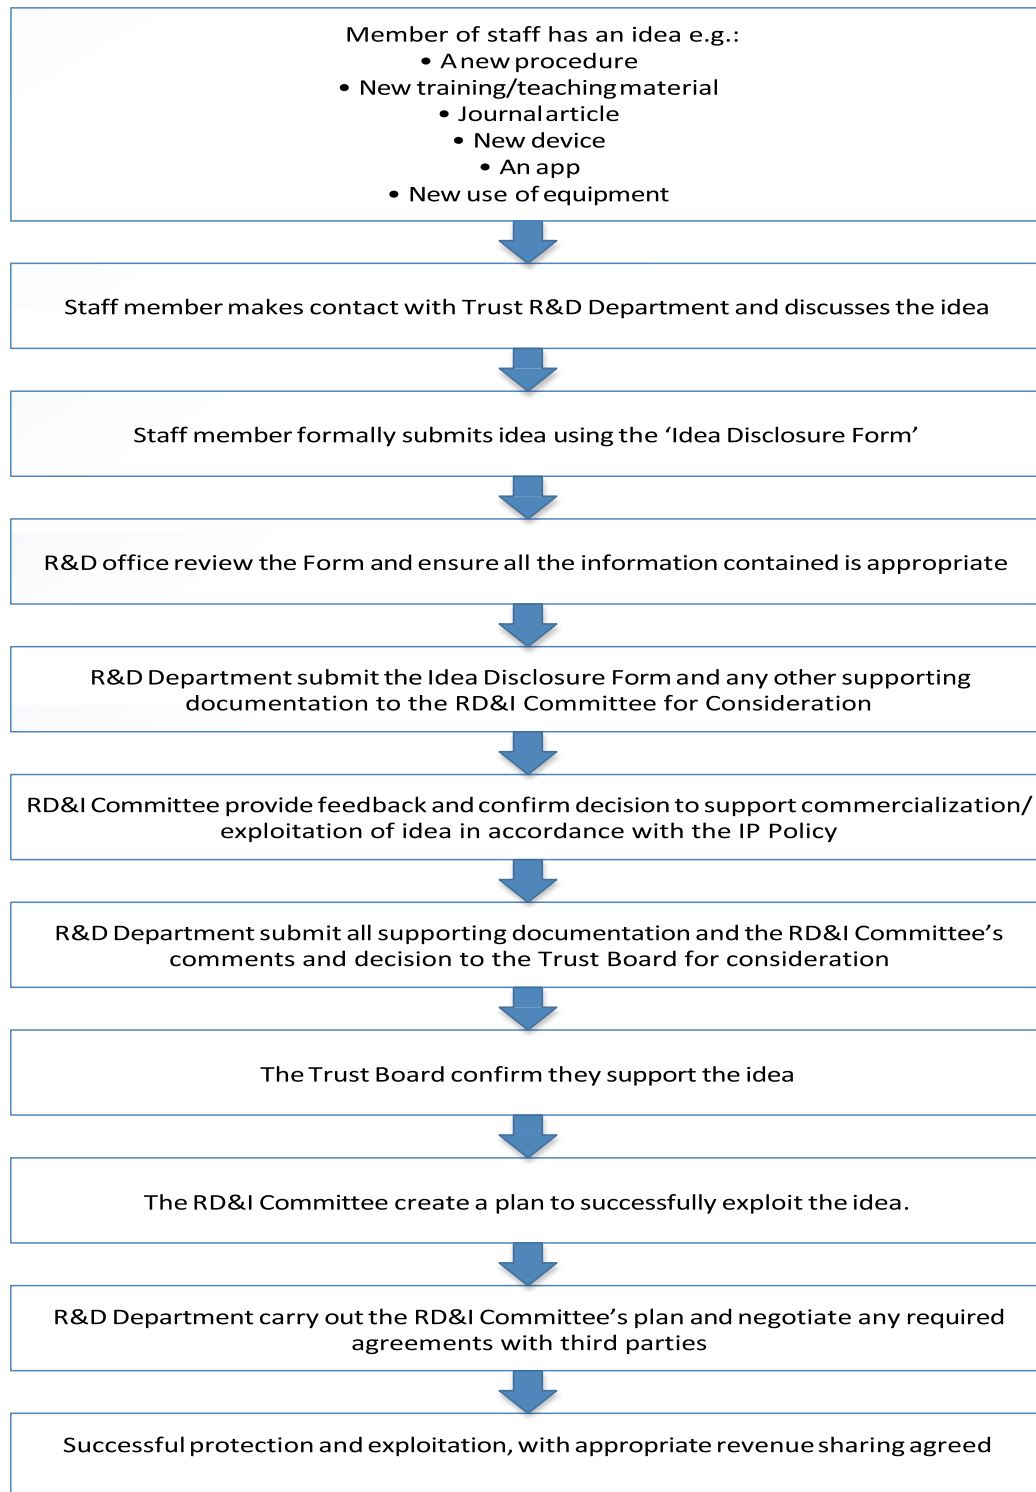 Member of staff has an idea e.g.:
• A new procedure
• New training/teaching material
• Journal article
• New device
• An app
• New use of equipment
Staff member makes contact with Trust R&D Department and discusses the idea
Staff member formally submits idea using the ‘Idea Disclosure Form’
R&D office review the Form and ensure all the information contained is appropriate
R&D Department submit the Idea Disclosure Form and any other supporting
documentation to the RD&I Committee for Consideration
RD&I Committee provide feedback and confirm decision to support commercialization/
exploitation of idea in accordance with the IP Policy
R&D Department submit all supporting documentation and the RD&I Committee’s
comments and decision to the Trust Board for consideration
The Trust Board confirm they support the idea
The RD&I Committee create a plan to successfully exploit the idea.
R&D Department carry out the RD&I Committee’s plan and negotiate any required
agreements with third parties
Successful protection and exploitation, with appropriate revenue sharing agreed